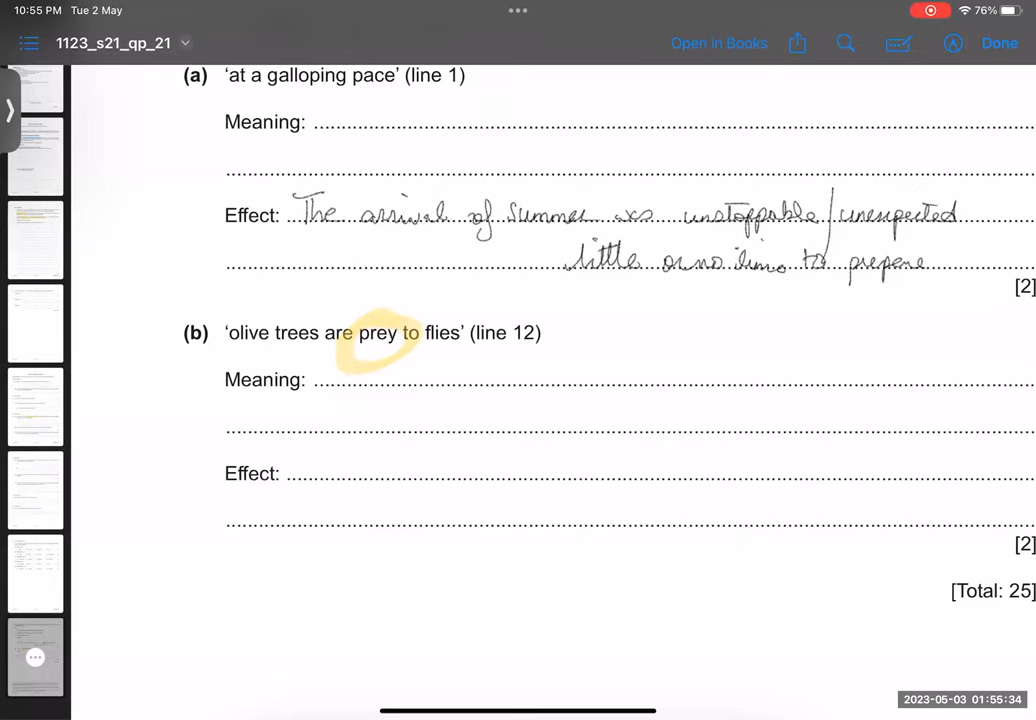 10:55 PM Tue 2 May
76%
1123_s21_qp_21
Open in Books
Done
(a) ‘at a galloping pace’ (line 1)
Meaning: ........................................................................................................................
........................................................................................................................
Effect: The arrival of Summer was unstoppable / unexpected
little or no time to prepare
[2]
(b) ‘olive trees are prey to flies’ (line 12)
Meaning: ........................................................................................................................
........................................................................................................................
Effect: ........................................................................................................................
........................................................................................................................
[2]
[Total: 25]
2023-05-03 01:55:34